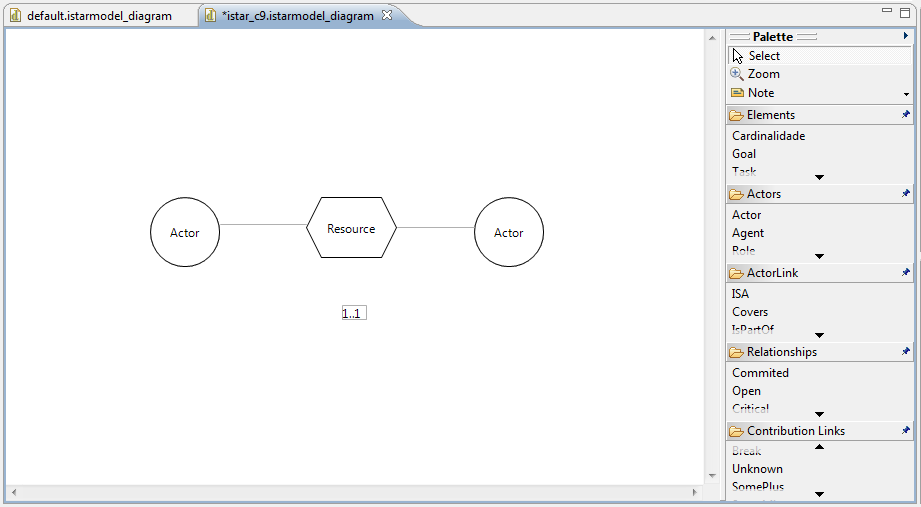 default.istarmodel_diagram
*istar_c9.istarmodel_diagram
Palette
Select
Zoom
Note
Elements
Cardinalidade
Goal
Task
Actors
Actor
Agent
Role
ActorLink
ISA
Covers
IsPartOf
Relationships
Commited
Open
Critical
Contribution Links
Break
Unknown
SomePlus
Actor
Resource
Actor
1..1